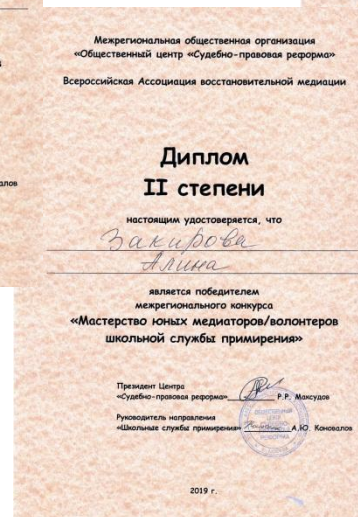 Межрегиональная общественная организация
«Общественный центр «Судебно-правовая реформа»
Всероссийская Ассоциация восстановительной медиации
Диплом
II степени
настоящим удостоверяется, что
Закирова
Алина
является победителем
межрегионального конкурса
«Мастерство юных медиаторов/волонтеров
школьной службы примирения»
Президент Центра
«Судебно-правовая реформа» Р.Р. Максудов
Руководитель направления
«Школьные службы примирения» А.Ю. Коновалов
2019 г.